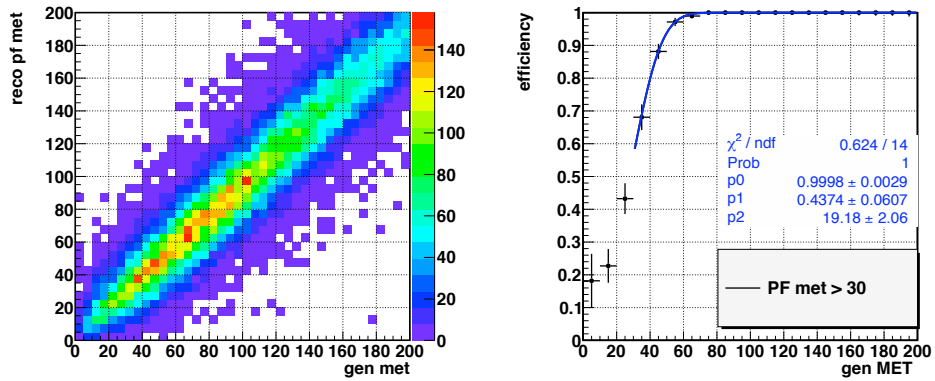 reco pf met
200
180
160
140
120
100
80
60
40
20
0
0 20 40 60 80 100 120 140 160 180 200
gen met
140
120
100
80
60
40
20
0
efficiency
1
0.9
0.8
0.7
0.6
0.5
0.4
0.3
0.2
0.1
0
0 20 40 60 80 100 120 140 160 180 200
gen MET
χ² / ndf 0.624 / 14
Prob 1
p0 0.9998 ± 0.0029
p1 0.4374 ± 0.0607
p2 19.18 ± 2.06
PF met > 30